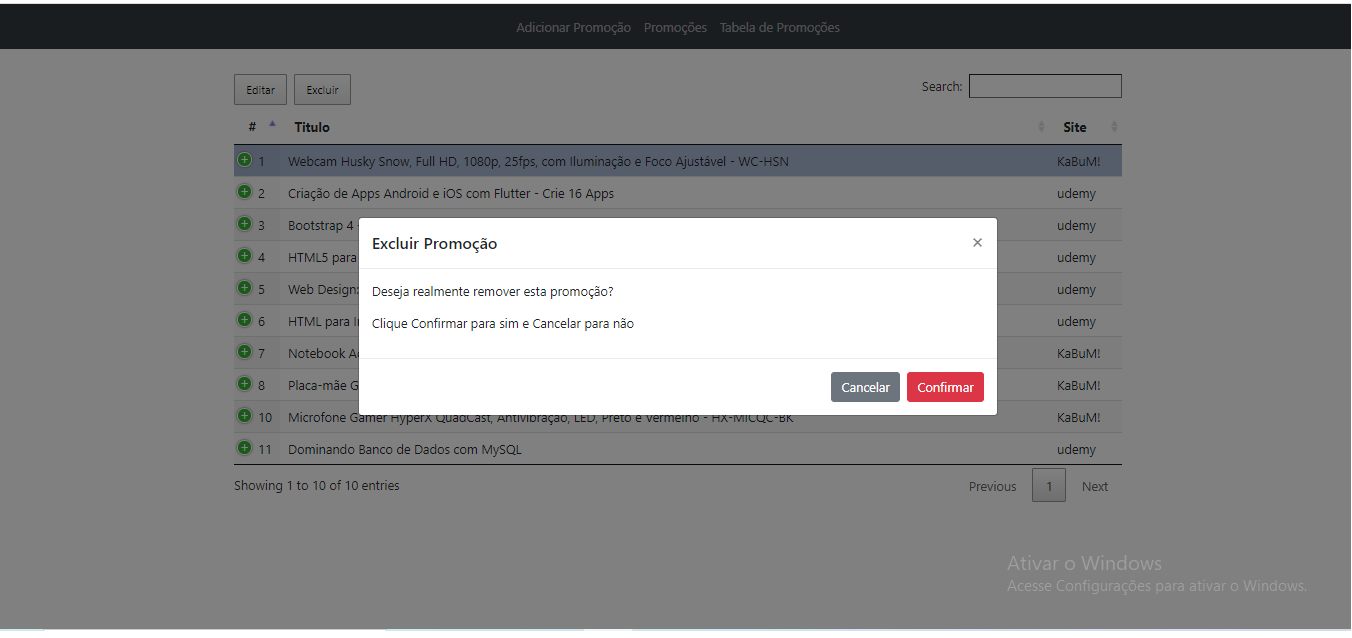 Adicionar Promoção Promoções Tabela de Promoções
Editar Excluir Search:
# Titulo Site
1 Webcam Husky Snow, Full HD, 1080p, 25fps, com Iluminação e Foco Ajustável - WC-HSN KaBuM!
2 Criação de Apps Android e iOS com Flutter - Crie 16 Apps udemy
3 Bootstrap 4 udemy
4 HTML5 para udemy
5 Web Design udemy
6 HTML para udemy
7 Notebook KaBuM!
8 Placa-mãe KaBuM!
Excluir Promoção ×
Deseja realmente remover esta promoção?
Clique Confirmar para sim e Cancelar para não
Cancelar Confirmar
10 Microfone Gamer HyperX QuadCast, Antivibração, LED, Preto e Vermelho - HX-MICQC-BK KaBuM!
11 Dominando Banco de Dados com MySQL udemy
Showing 1 to 10 of 10 entries Previous 1 Next
Ativar o Windows
Acesse Configurações para ativar o Windows.